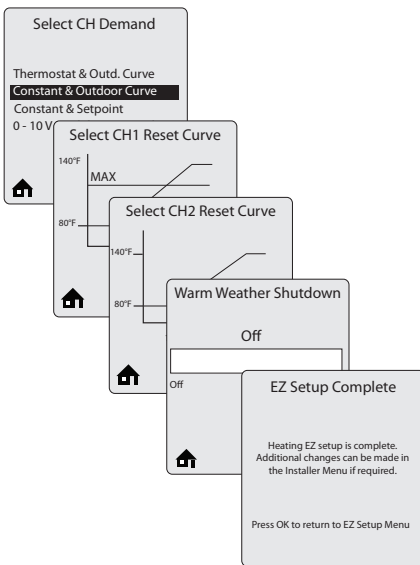 Select CH Demand
Thermostat & Outd. Curve
Constant & Outdoor Curve
Constant & Setpoint
0 - 10 V
Select CH1 Reset Curve
140°F
MAX
80°F
Select CH2 Reset Curve
140°F
80°F
Warm Weather Shutdown
Off
Off
EZ Setup Complete
Heating EZ setup is complete.
Additional changes can be made in
the Installer Menu if required.
Press OK to return to EZ Setup Menu